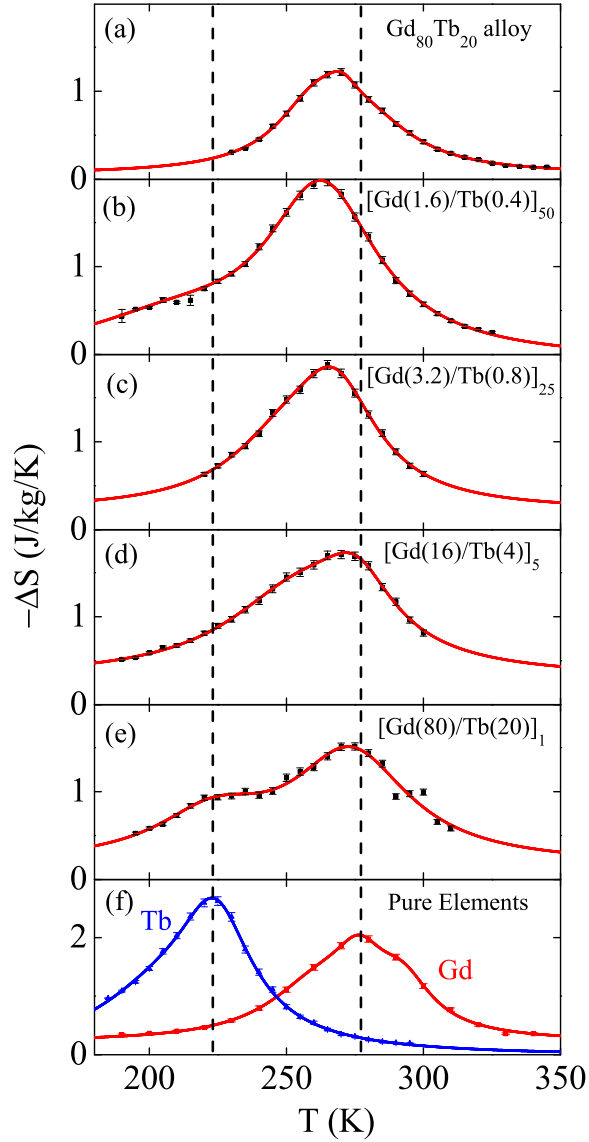 (a) Gd80Tb20 alloy
1
0
(b) [Gd(1.6)/Tb(0.4)]50
1
0
(c) [Gd(3.2)/Tb(0.8)]25
1
0
(d) [Gd(16)/Tb(4)]5
1
0
(e) [Gd(80)/Tb(20)]1
1
0
(f) Pure Elements
Tb
Gd
2
0
200 250 300 350
T (K)
−ΔS (J/kg/K)